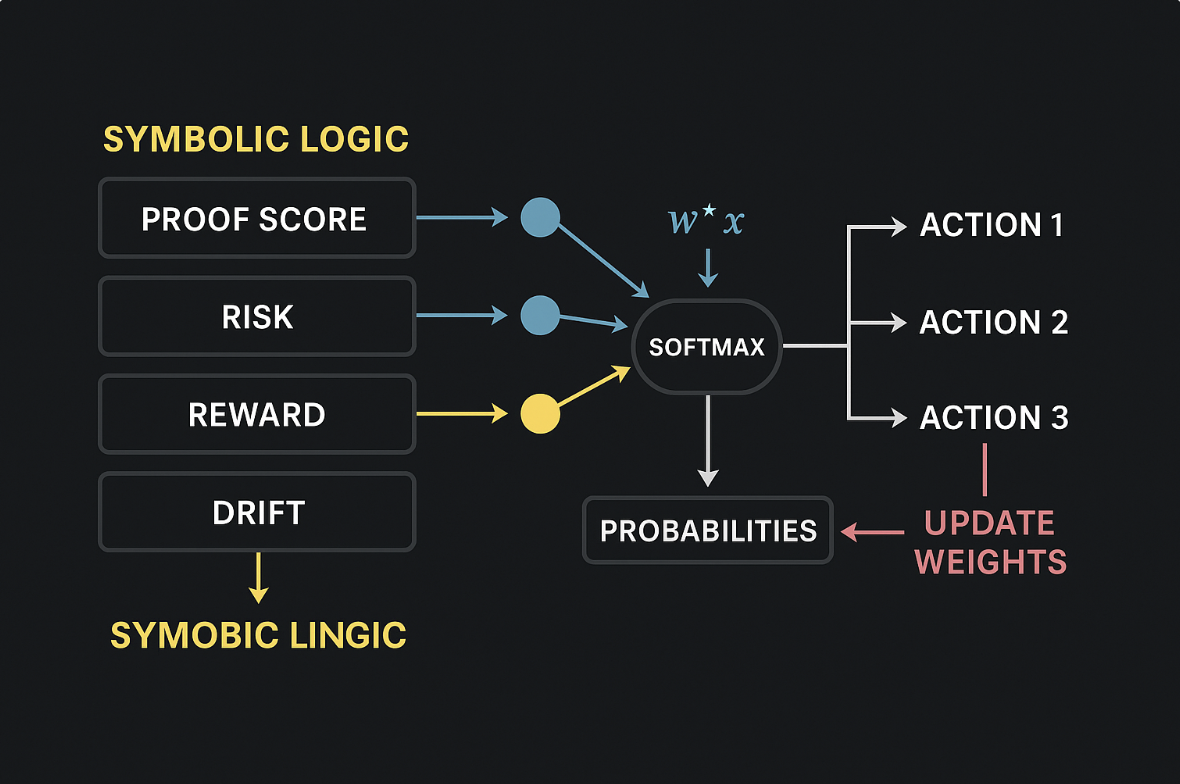 SYMBOLIC LOGIC
PROOF SCORE
RISK
REWARD
DRIFT
SYMOBIC LINGIC
w★x
SOFTMAX
PROBABILITIES
ACTION 1
ACTION 2
ACTION 3
UPDATE
WEIGHTS